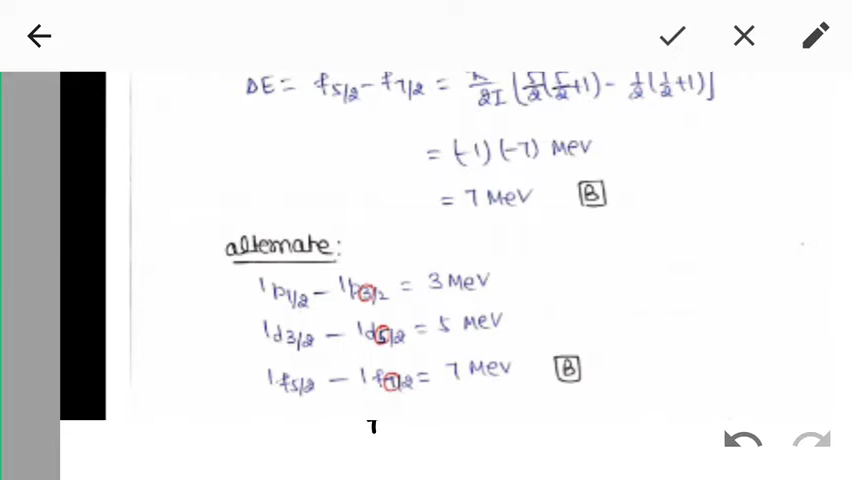 ΔE = f5/2 - f7/2 = ħ/2I [5/2(5/2+1) - 7/2(7/2+1)]
= (-1) (-7) MeV
= 7 MeV B
alternate:
1p1/2 - 1p3/2 = 3 MeV
1d3/2 - 1d5/2 = 5 MeV
1f5/2 - 1f7/2 = 7 MeV B